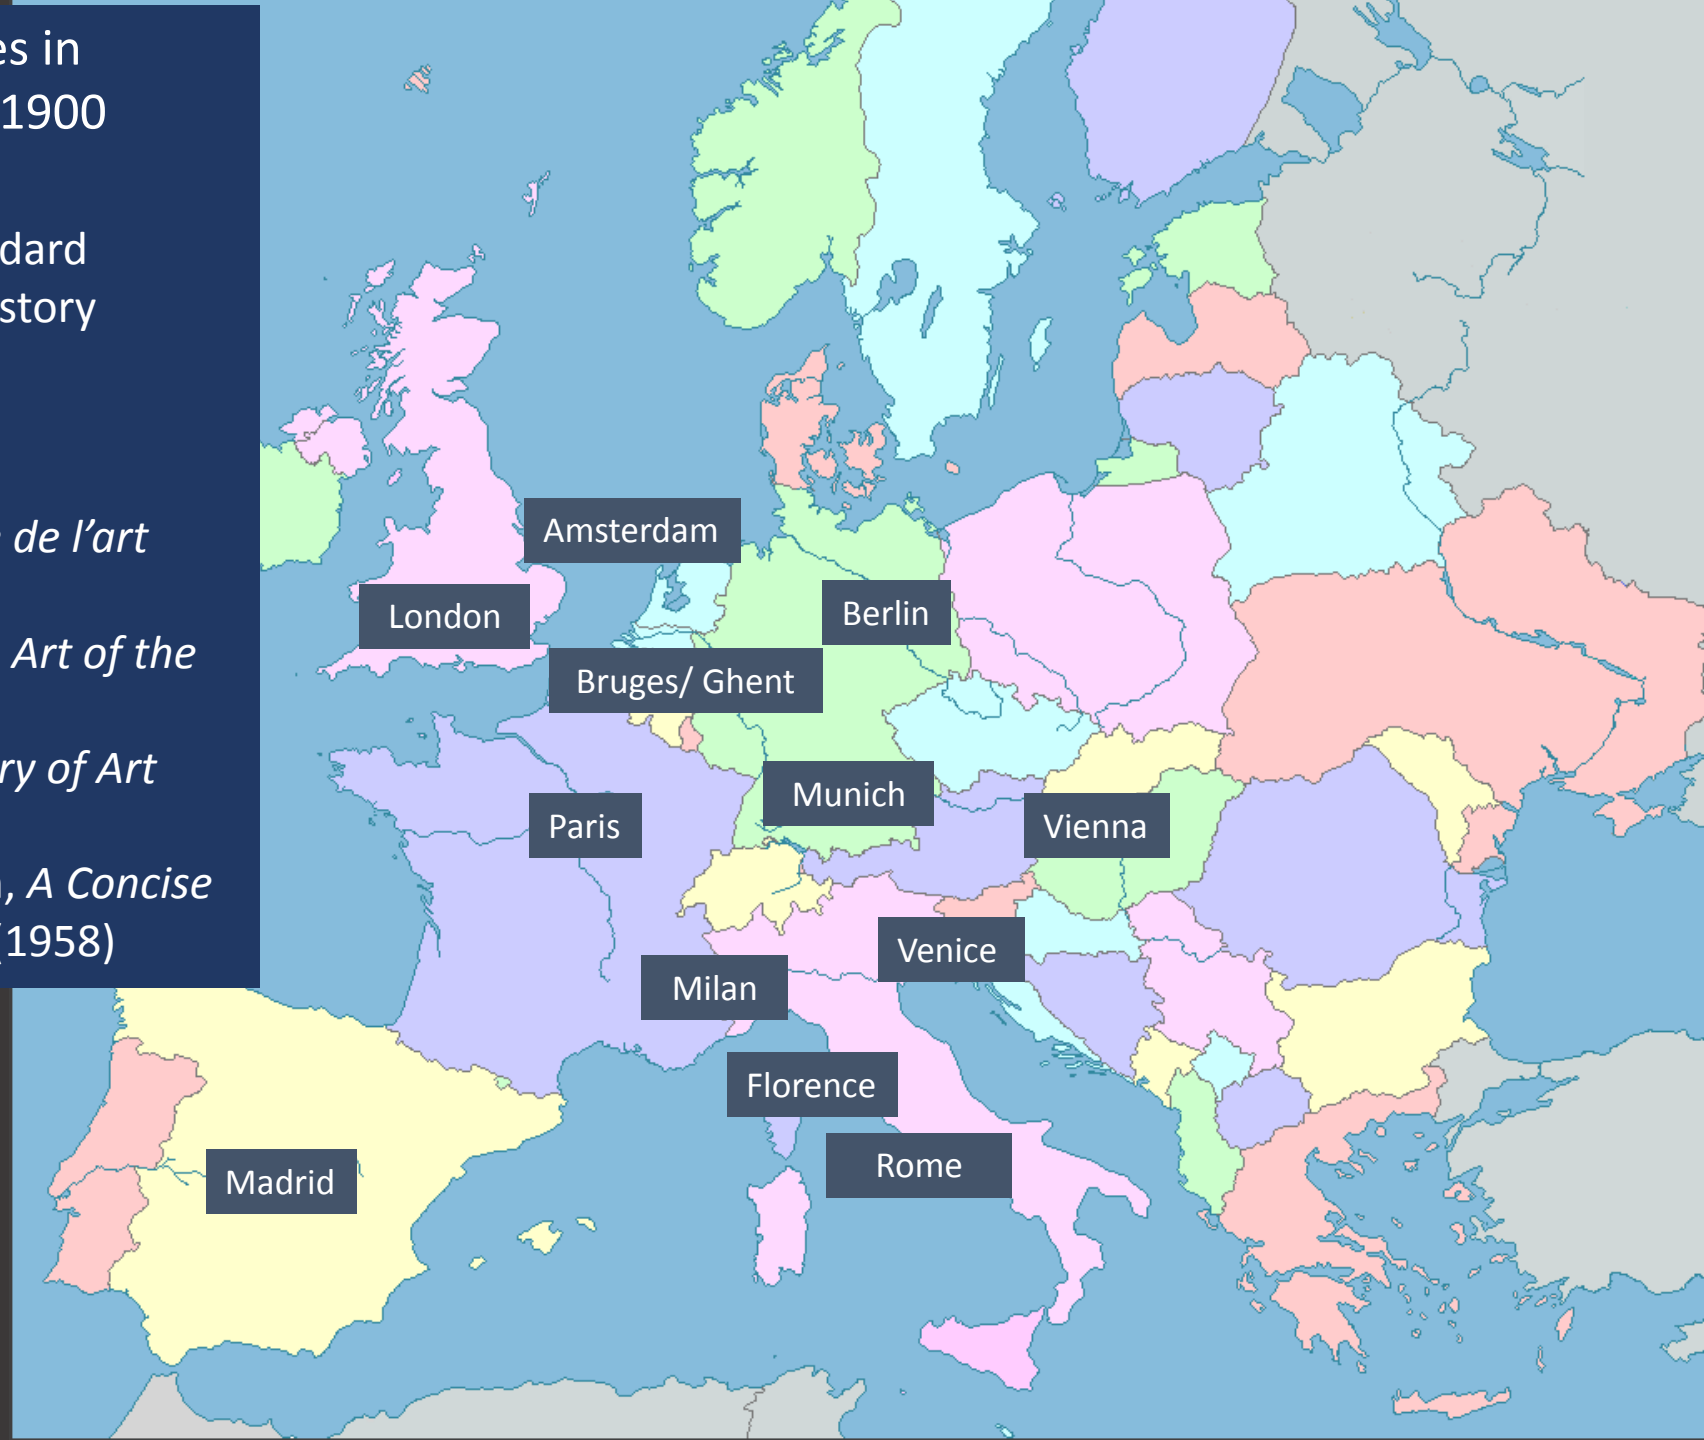 es in
1900
dard
story
de l’art
Art of the
ry of Art
, A Concise
(1958)
Amsterdam
London
Berlin
Bruges/ Ghent
Munich
Paris
Vienna
Venice
Milan
Florence
Rome
Madrid